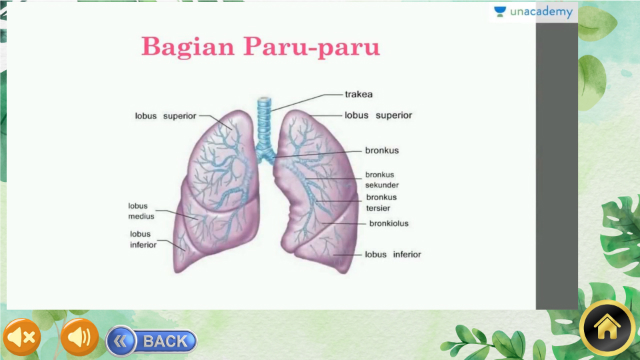 unacademy
Bagian Paru-paru
trakea
lobus superior
lobus superior
bronkus
bronkus
sekunder
bronkus
tersier
lobus
medius
bronkiolus
lobus
inferior
lobus inferior
BACK